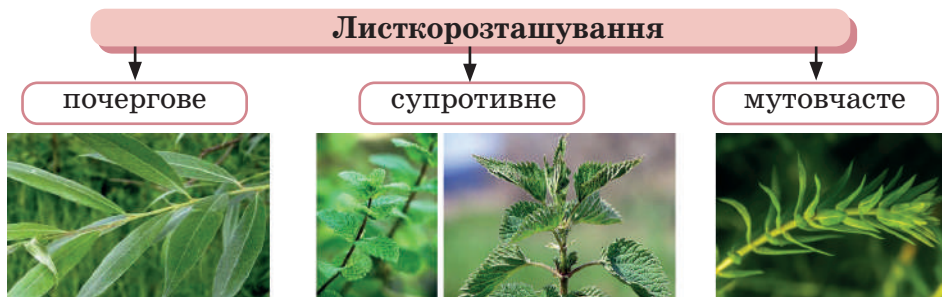 Листкорозташування
почергове
супротивне
мутовчасте